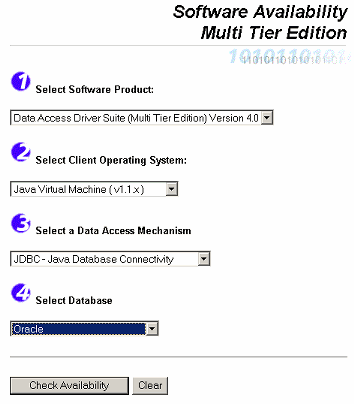 Software Availability
Multi Tier Edition
1 Select Software Product:
Data Access Driver Suite (Multi Tier Edition) Version 4.0
2 Select Client Operating System:
Java Virtual Machine ( v1.1.x )
3 Select a Data Access Mechanism
JDBC - Java Database Connectivity
4 Select Database
Oracle
Check Availability Clear